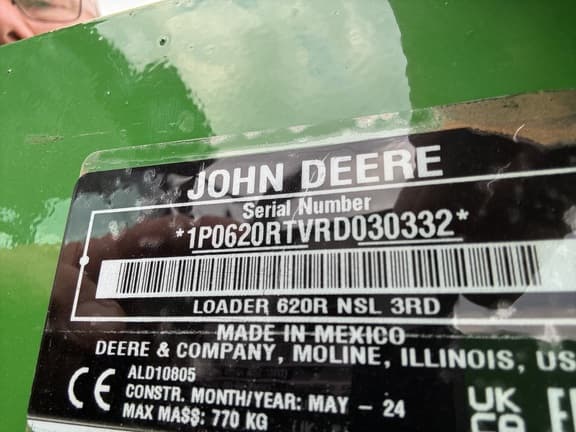 JOHN DEERE
Serial Number
*1P0620RTVRD030332*
LOADER 620R NSL 3RD
MADE IN MEXICO
DEERE & COMPANY, MOLINE, ILLINOIS, US
ALD10805
CE
CONSTR. MONTH/YEAR: MAY - 24
MAX MASS: 770 KG
UK
CA